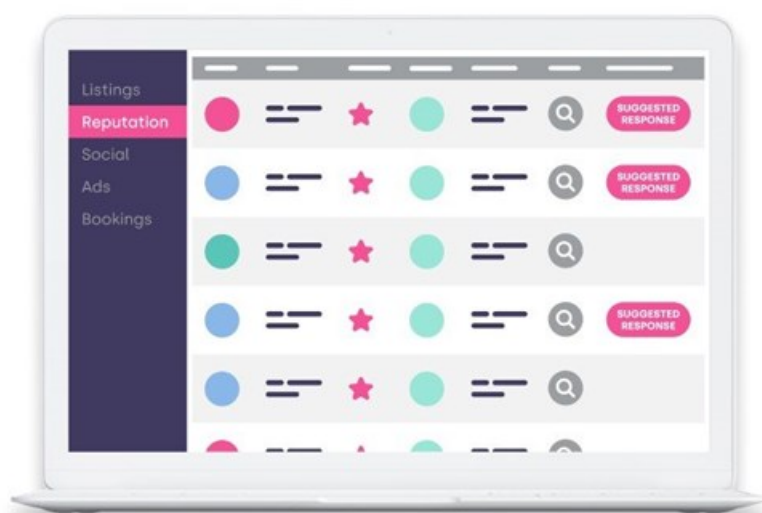 Listings
Reputation
Social
Ads
Bookings
SUGGESTED
RESPONSE
SUGGESTED
RESPONSE
SUGGESTED
RESPONSE